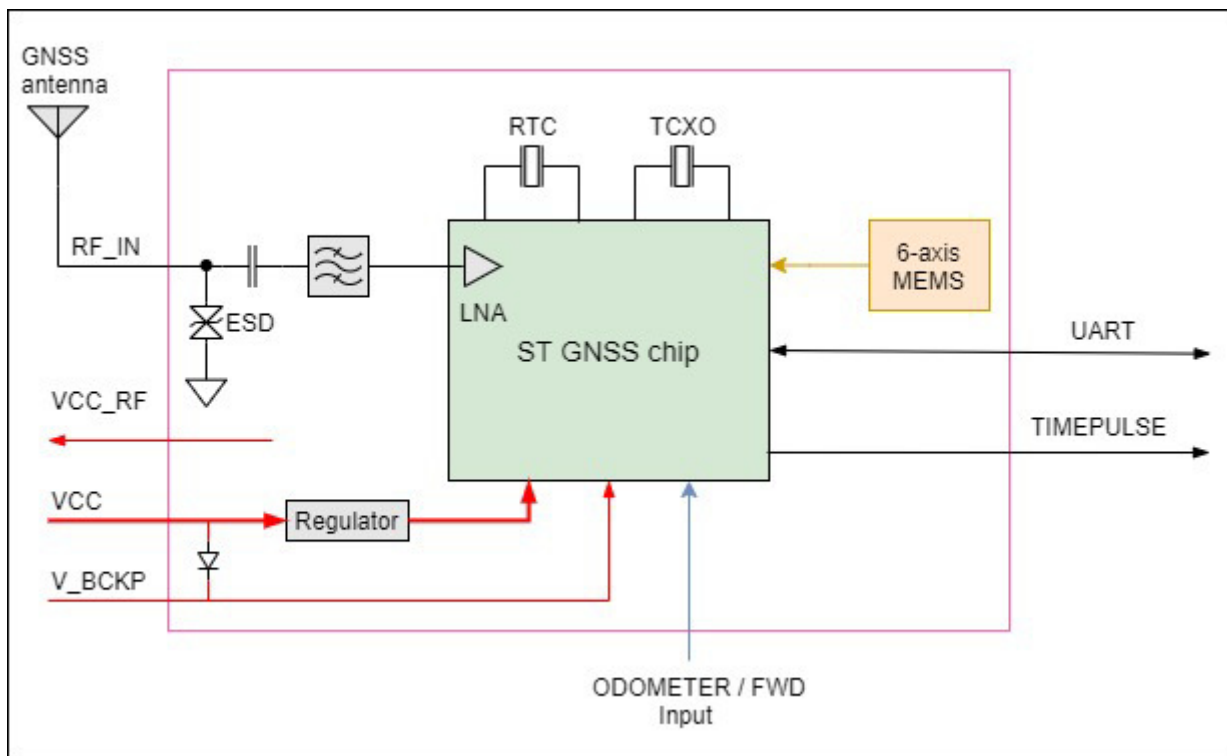 GNSS
antenna
RTC
TCXO
RF_IN
6-axis
MEMS
LNA
ESD
ST GNSS chip
UART
VCC_RF
TIMEPULSE
VCC
Regulator
V_BCKP
ODOMETER / FWD
Input